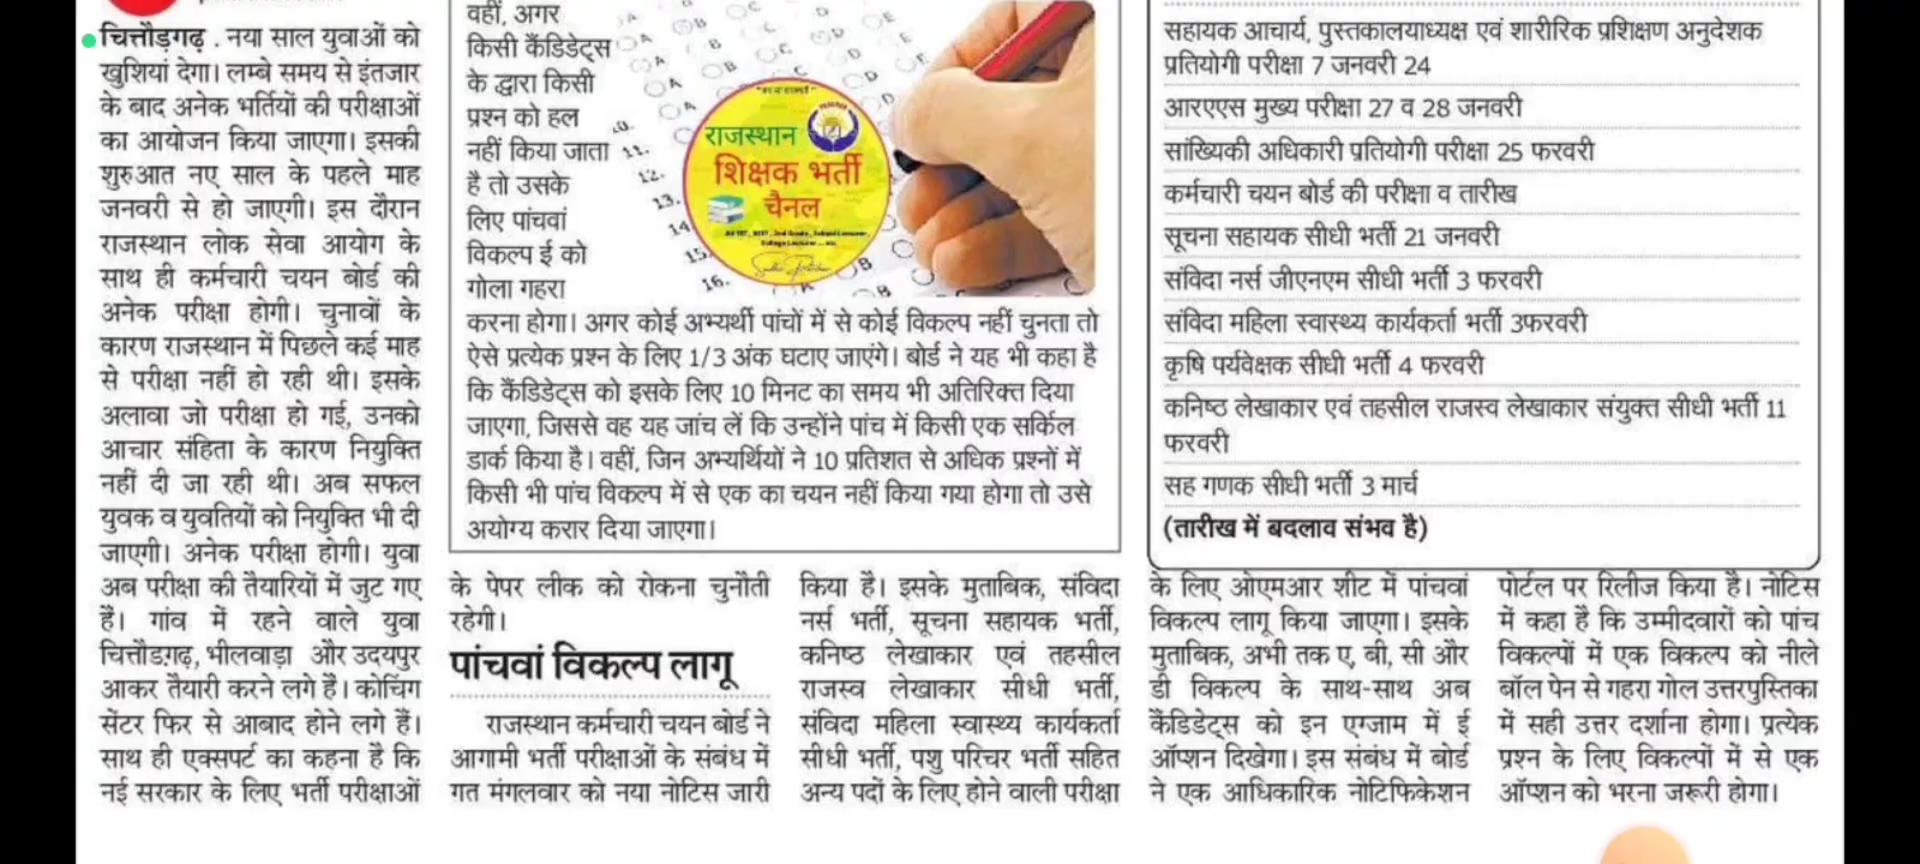 चित्तौड़गढ़ . नया साल युवाओं को
खुशियां देगा। लम्बे समय से इंतजार
के बाद अनेक भर्तियों की परीक्षाओं
का आयोजन किया जाएगा। इसकी
शुरुआत नए साल के पहले माह
जनवरी से हो जाएगी। इस दौरान
राजस्थान लोक सेवा आयोग के
साथ ही कर्मचारी चयन बोर्ड की
अनेक परीक्षा होगी। चुनावों के
कारण राजस्थान में पिछले कई माह
से परीक्षा नहीं हो रही थी। इसके
अलावा जो परीक्षा हो गई, उनको
आचार संहिता के कारण नियुक्ति
नहीं दी जा रही थी। अब सफल
युवक व युवतियों को नियुक्ति भी दी
जाएगी। अनेक परीक्षा होगी। युवा
अब परीक्षा की तैयारियों में जुट गए
है। गांव में रहने वाले युवा
चित्तौडग़ढ़, भीलवाड़ा और उदयपुर
आकर तैयारी करने लगे है। कोचिंग
सेंटर फिर से आबाद होने लगे हैं।
साथ ही एक्सपर्ट का कहना है कि
नई सरकार के लिए भर्ती परीक्षाओं
वहीं, अगर
किसी कैंडिडेट्स
के द्वारा किसी
प्रश्न को हल
नहीं किया जाता
है तो उसके
लिए पांचवां
विकल्प ई को
गोला गहरा
करना होगा। अगर कोई अभ्यर्थी पांचों में से कोई विकल्प नहीं चुनता तो
ऐसे प्रत्येक प्रश्न के लिए 1/3 अंक घटाए जाएंगे। बोर्ड ने यह भी कहा है
कि कैंडिडेट्स को इसके लिए 10 मिनट का समय भी अतिरिक्त दिया
जाएगा, जिससे वह यह जांच लें कि उन्होंने पांच में किसी एक सर्किल
डार्क किया है। वहीं, जिन अभ्यर्थियों ने 10 प्रतिशत से अधिक प्रश्नों में
किसी भी पांच विकल्प में से एक का चयन नहीं किया गया होगा तो उसे
अयोग्य करार दिया जाएगा।
राजस्थान
शिक्षक भर्ती
चैनल
11.
12.
13.
14
15.
16.
सहायक आचार्य, पुस्तकालयाध्यक्ष एवं शारीरिक प्रशिक्षण अनुदेशक
प्रतियोगी परीक्षा 7 जनवरी 24
आरएएस मुख्य परीक्षा 27 व 28 जनवरी
सांख्यिकी अधिकारी प्रतियोगी परीक्षा 25 फरवरी
कर्मचारी चयन बोर्ड की परीक्षा व तारीख
सूचना सहायक सीधी भर्ती 21 जनवरी
संविदा नर्स जीएनएम सीधी भर्ती 3 फरवरी
संविदा महिला स्वास्थ्य कार्यकर्ता भर्ती 3फरवरी
कृषि पर्यवेक्षक सीधी भर्ती 4 फरवरी
कनिष्ठ लेखाकार एवं तहसील राजस्व लेखाकार संयुक्त सीधी भर्ती 11
फरवरी
सह गणक सीधी भर्ती 3 मार्च
(तारीख में बदलाव संभव है)
के पेपर लीक को रोकना चुनौती
रहेगी।
पांचवां विकल्प लागू
राजस्थान कर्मचारी चयन बोर्ड ने
आगामी भर्ती परीक्षाओं के संबंध में
गत मंगलवार को नया नोटिस जारी
किया है। इसके मुताबिक, संविदा
नर्स भर्ती, सूचना सहायक भर्ती,
कनिष्ठ लेखाकार एवं तहसील
राजस्व लेखाकार सीधी भर्ती,
संविदा महिला स्वास्थ्य कार्यकर्ता
सीधी भर्ती, पशु परिचर भर्ती सहित
अन्य पदों के लिए होने वाली परीक्षा
के लिए ओएमआर शीट में पांचवां
विकल्प लागू किया जाएगा। इसके
मुताबिक, अभी तक ए, बी, सी और
डी विकल्प के साथ-साथ अब
कैंडिडेट्स को इन एग्जाम में ई
ऑप्शन दिखेगा। इस संबंध में बोर्ड
ने एक आधिकारिक नोटिफिकेशन
पोर्टल पर रिलीज किया है। नोटिस
में कहा है कि उम्मीदवारों को पांच
विकल्पों में एक विकल्प को नीले
बॉल पेन से गहरा गोल उत्तरपुस्तिका
में सही उत्तर दर्शाना होगा। प्रत्येक
प्रश्न के लिए विकल्पों में से एक
ऑप्शन को भरना जरूरी होगा।